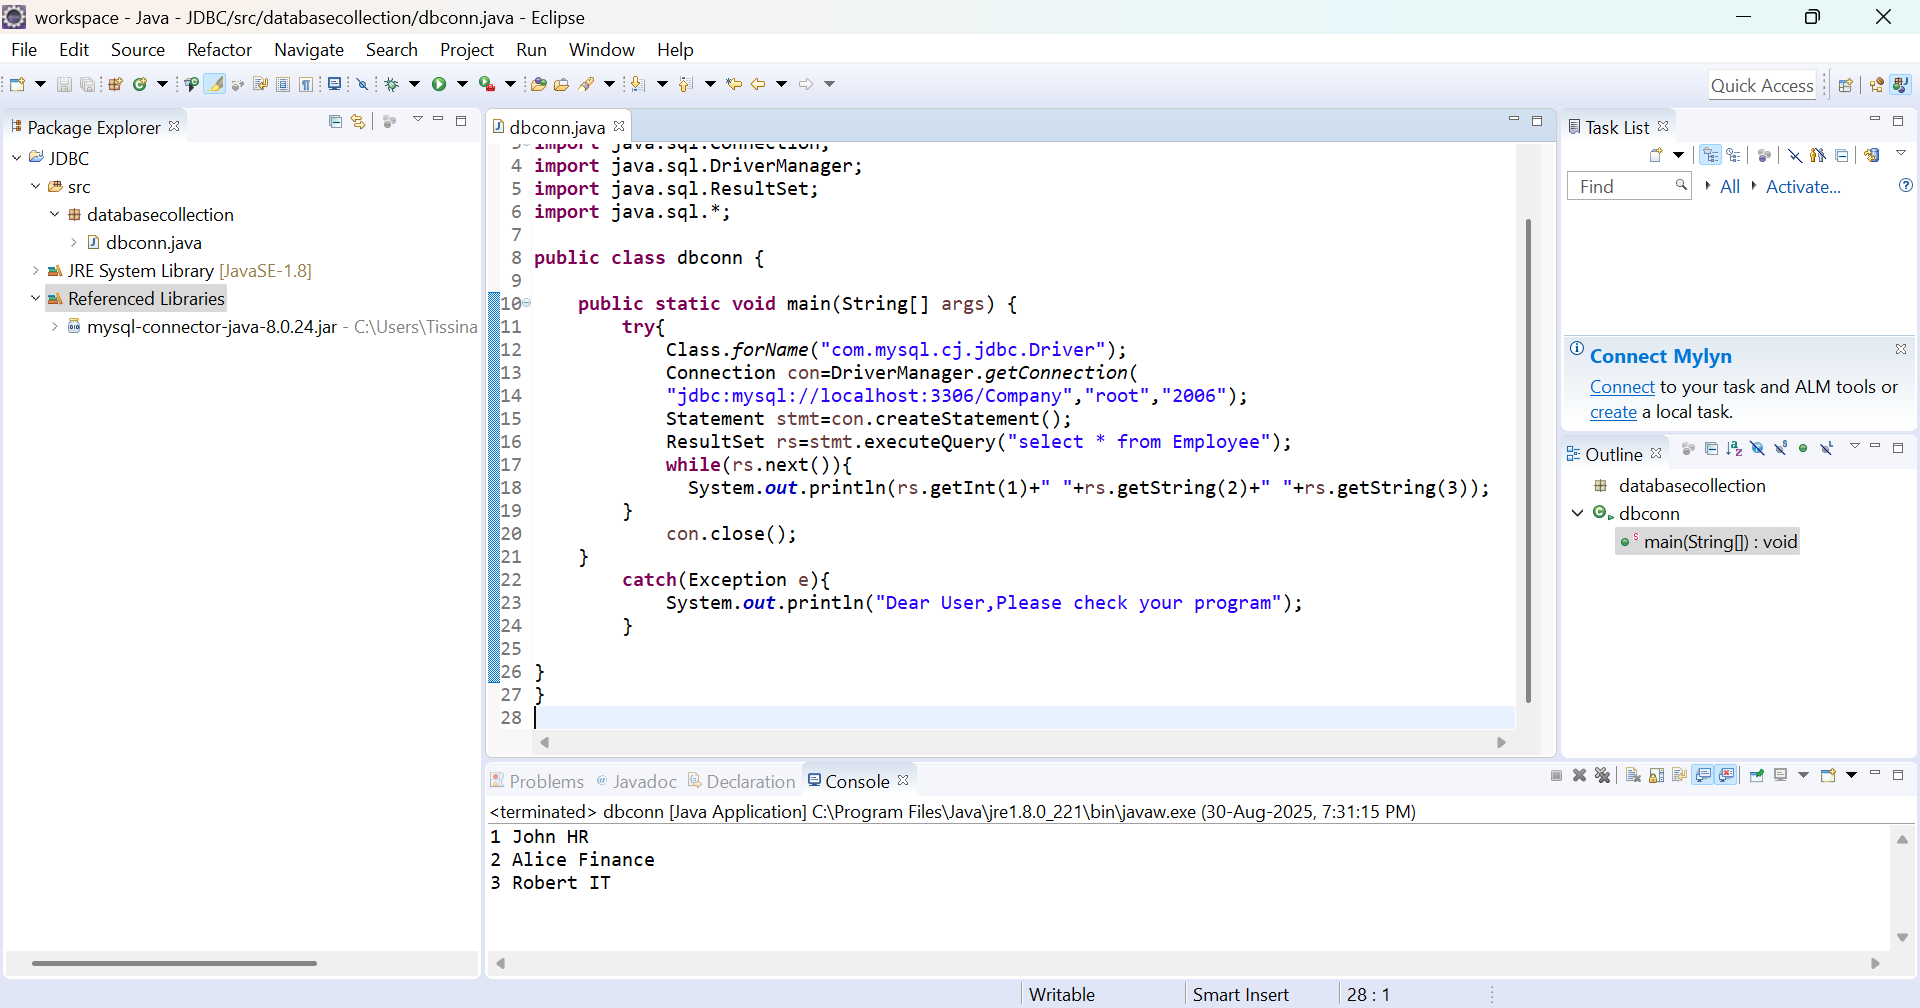 workspace - Java - JDBC/src/databasecollection/dbconn.java - Eclipse
File Edit Source Refactor Navigate Search Project Run Window Help
Quick Access
Package Explorer
JDBC
src
databasecollection
dbconn.java
JRE System Library [JavaSE-1.8]
Referenced Libraries
mysql-connector-java-8.0.24.jar - C:\Users\Tissina
dbconn.java
3 import java.sql.Connection;
4 import java.sql.DriverManager;
5 import java.sql.ResultSet;
6 import java.sql.*;
7
8 public class dbconn {
9
10 public static void main(String[] args) {
11 try{
12 Class.forName("com.mysql.cj.jdbc.Driver");
13 Connection con=DriverManager.getConnection(
14 "jdbc:mysql://localhost:3306/Company","root","2006");
15 Statement stmt=con.createStatement();
16 ResultSet rs=stmt.executeQuery("select * from Employee");
17 while(rs.next()){
18 System.out.println(rs.getInt(1)+" "+rs.getString(2)+" "+rs.getString(3));
19 }
20 con.close();
21 }
22 catch(Exception e){
23 System.out.println("Dear User,Please check your program");
24 }
25
26 }
27 }
28
Task List
Find All Activate...
Connect Mylyn
Connect to your task and ALM tools or
create a local task.
Outline
databasecollection
dbconn
main(String[]) : void
Problems Javadoc Declaration Console
<terminated> dbconn [Java Application] C:\Program Files\Java\jre1.8.0_221\bin\javaw.exe (30-Aug-2025, 7:31:15 PM)
1 John HR
2 Alice Finance
3 Robert IT
Writable Smart Insert 28 : 1